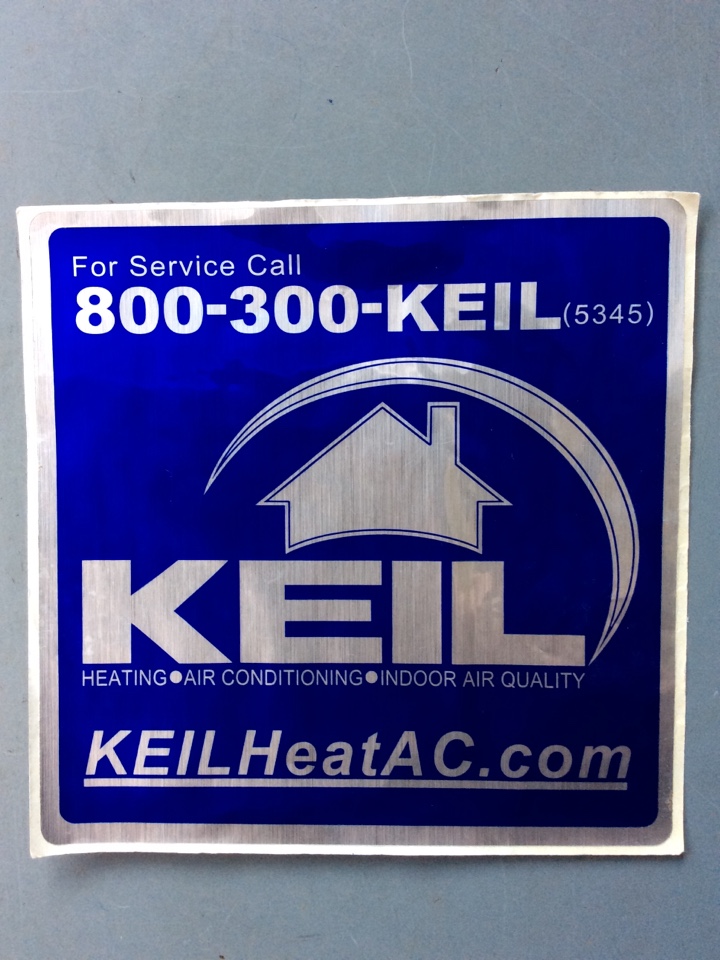 For Service Call
800-300-KEIL(5345)
KEIL
HEATING●AIR CONDITIONING●INDOOR AIR QUALITY
KEILHeatAC.com